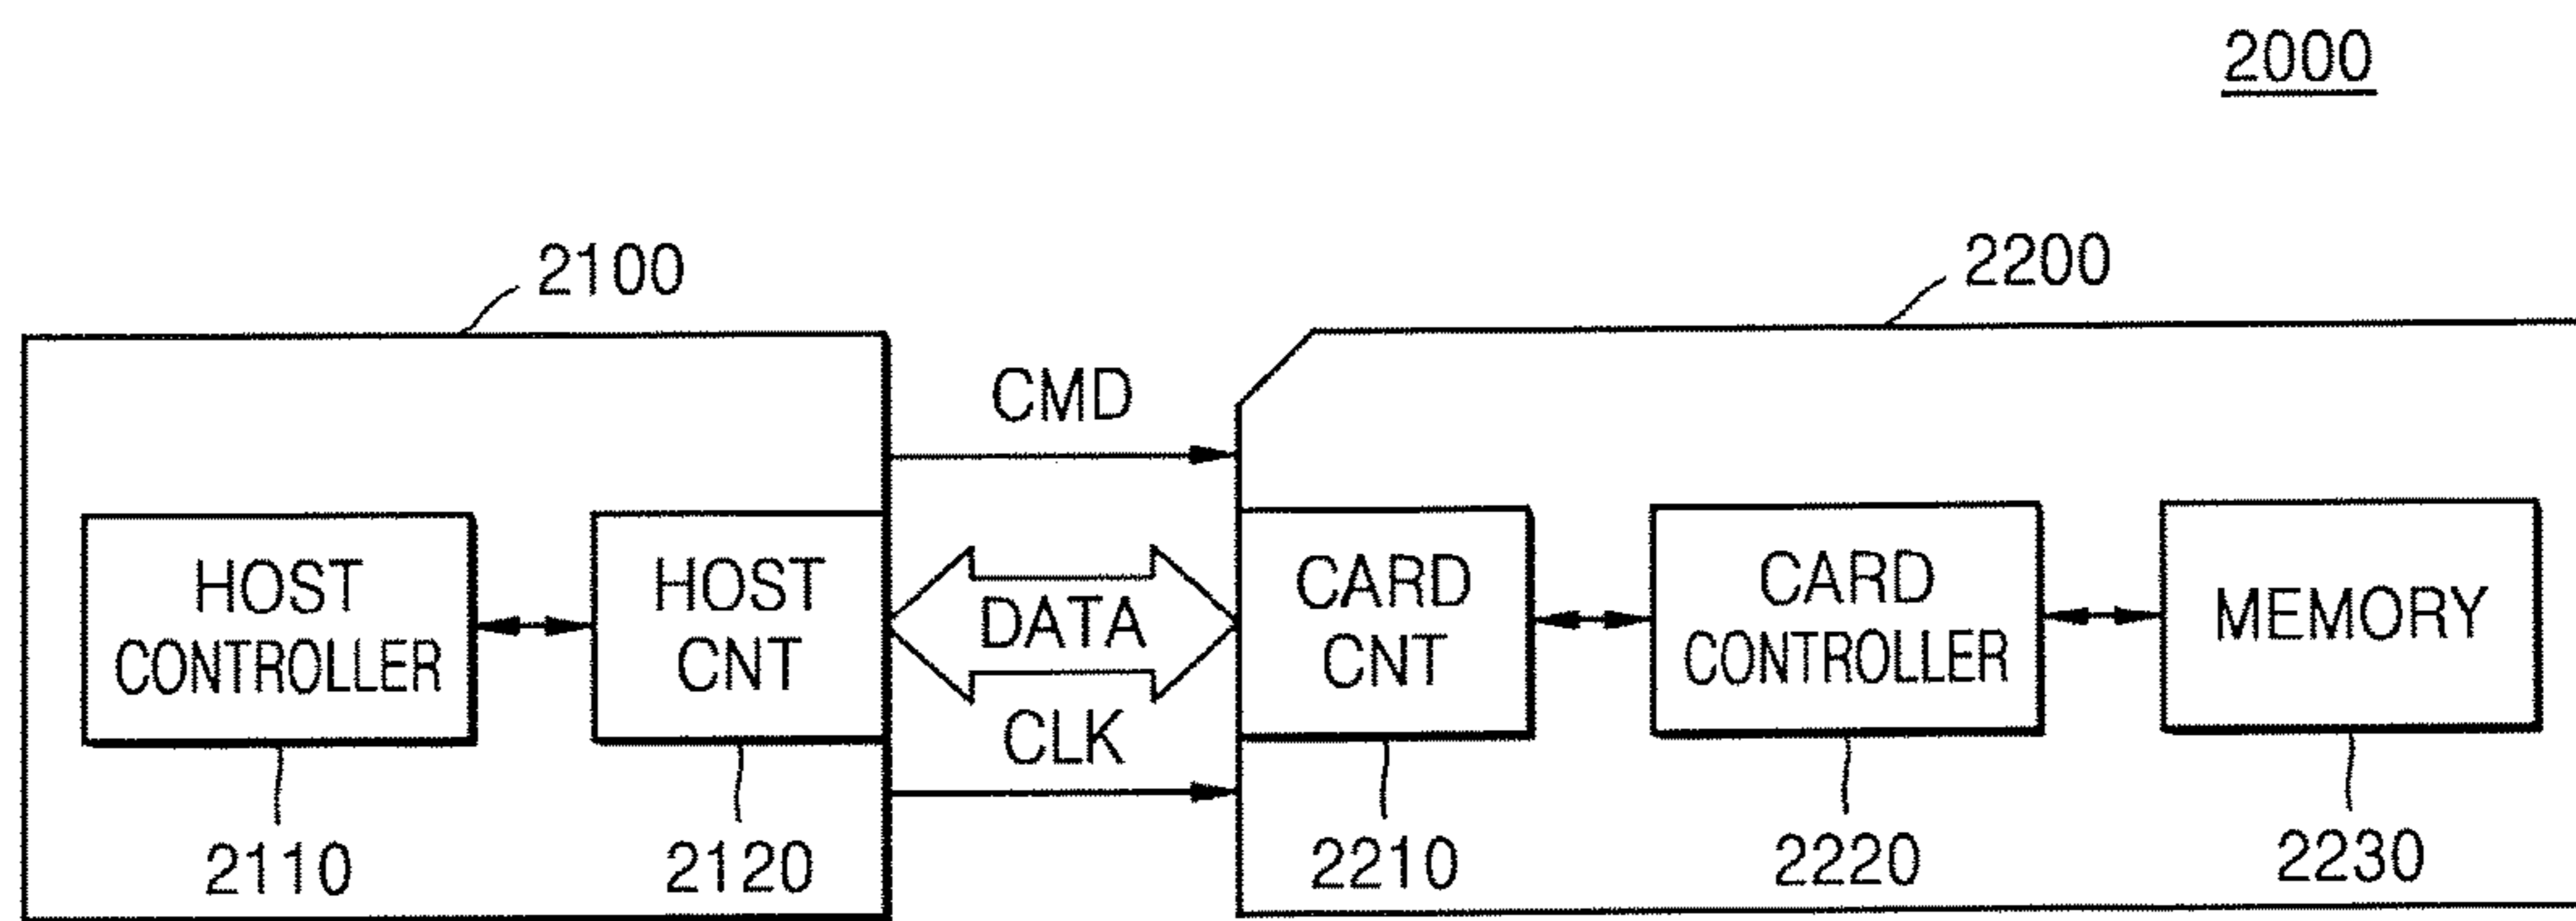 2000
2100
2200
CMD
HOST
CONTROLLER
HOST
CNT
DATA
CLK
CARD
CNT
CARD
CONTROLLER
MEMORY
2110
2120
2210
2220
2230